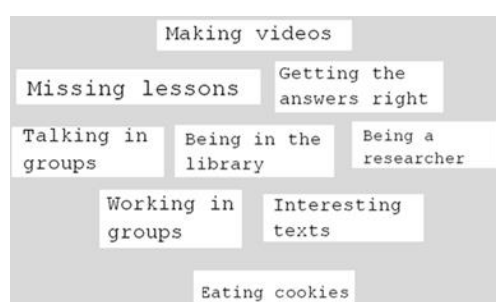 Making videos
Missing lessons
Getting the
answers right
Talking in
groups
Being in the
library
Being a
researcher
Working in
groups
Interesting
texts
Eating cookies